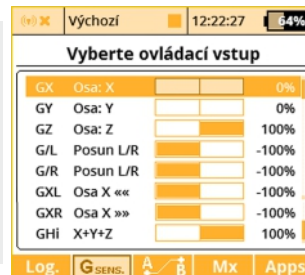 Výchozí 12:22:27 64%
Vyberte ovládací vstup
GX Osa: X 0%
GY Osa: Y 0%
GZ Osa: Z 100%
G/L Posun L/R -100%
G/R Posun L/R -100%
GXL Osa X «« -100%
GXR Osa X »» -100%
GHi X+Y+Z 100%
Log. G SENS. A B Mx Apps